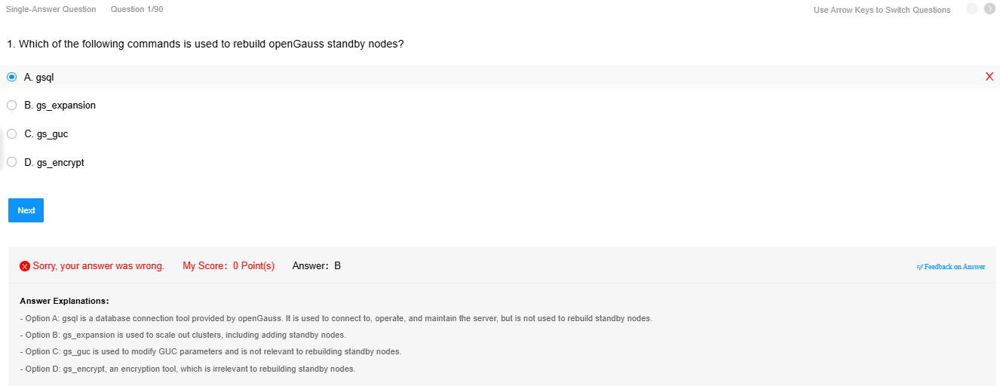 Single-Answer Question Question 1/90 Use Arrow Keys to Switch Questions
1. Which of the following commands is used to rebuild openGauss standby nodes?
A. gsql
B. gs_expansion
C. gs_guc
D. gs_encrypt
Next
Sorry, your answer was wrong. My Score: 0 Point(s) Answer: B Feedback on Answer
Answer Explanations:
- Option A: gsql is a database connection tool provided by openGauss. It is used to connect to, operate, and maintain the server, but is not used to rebuild standby nodes.
- Option B: gs_expansion is used to scale out clusters, including adding standby nodes.
- Option C: gs_guc is used to modify GUC parameters and is not relevant to rebuilding standby nodes.
- Option D: gs_encrypt, an encryption tool, which is irrelevant to rebuilding standby nodes.